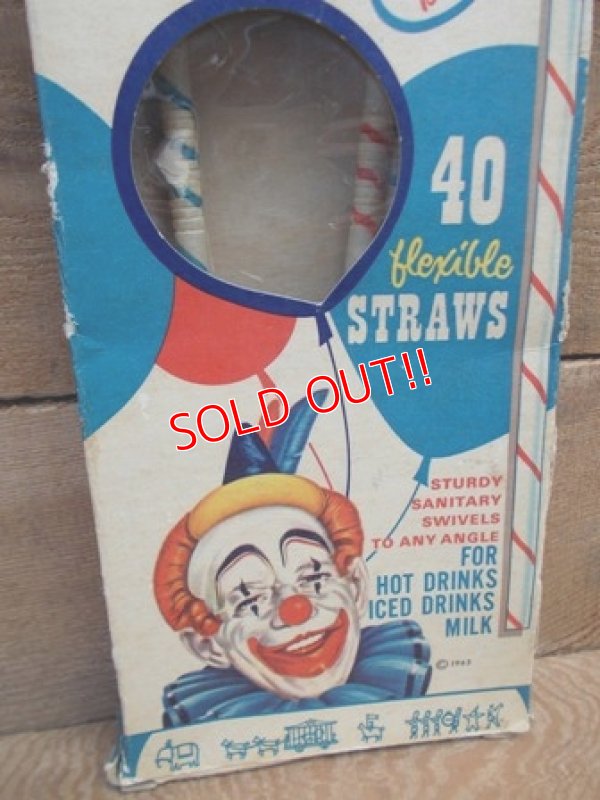 40
flexible
STRAWS
SOLD OUT!!
STURDY
SANITARY
SWIVELS
TO ANY ANGLE
FOR
HOT DRINKS
ICED DRINKS
MILK